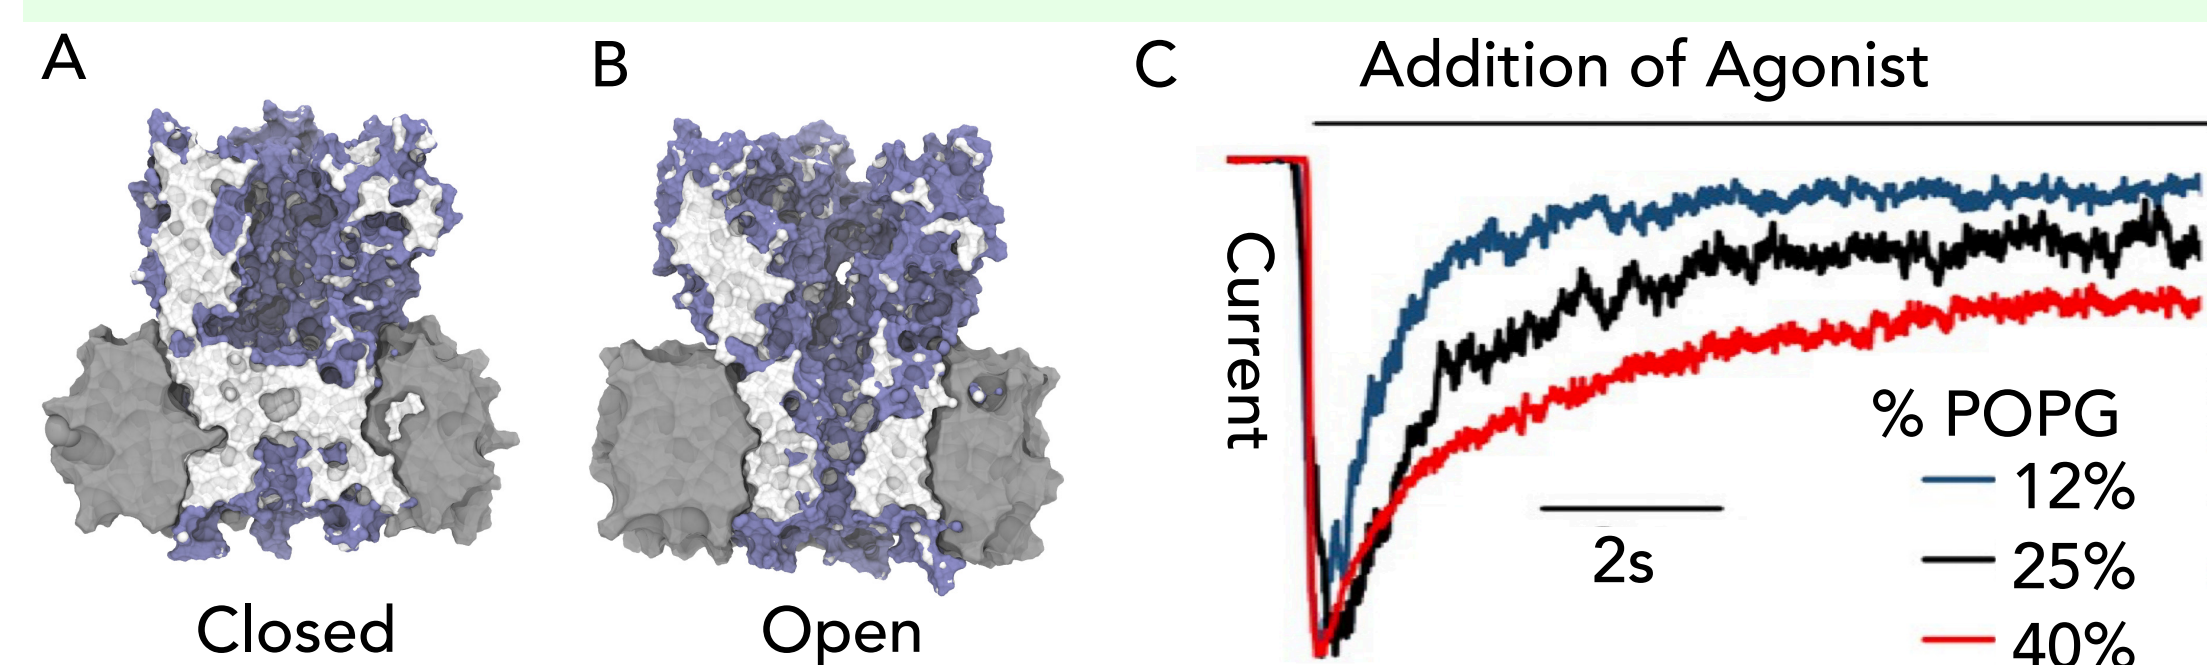 A
B
C
Addition of Agonist
Current
% POPG
12%
25%
40%
2s
Closed
Open